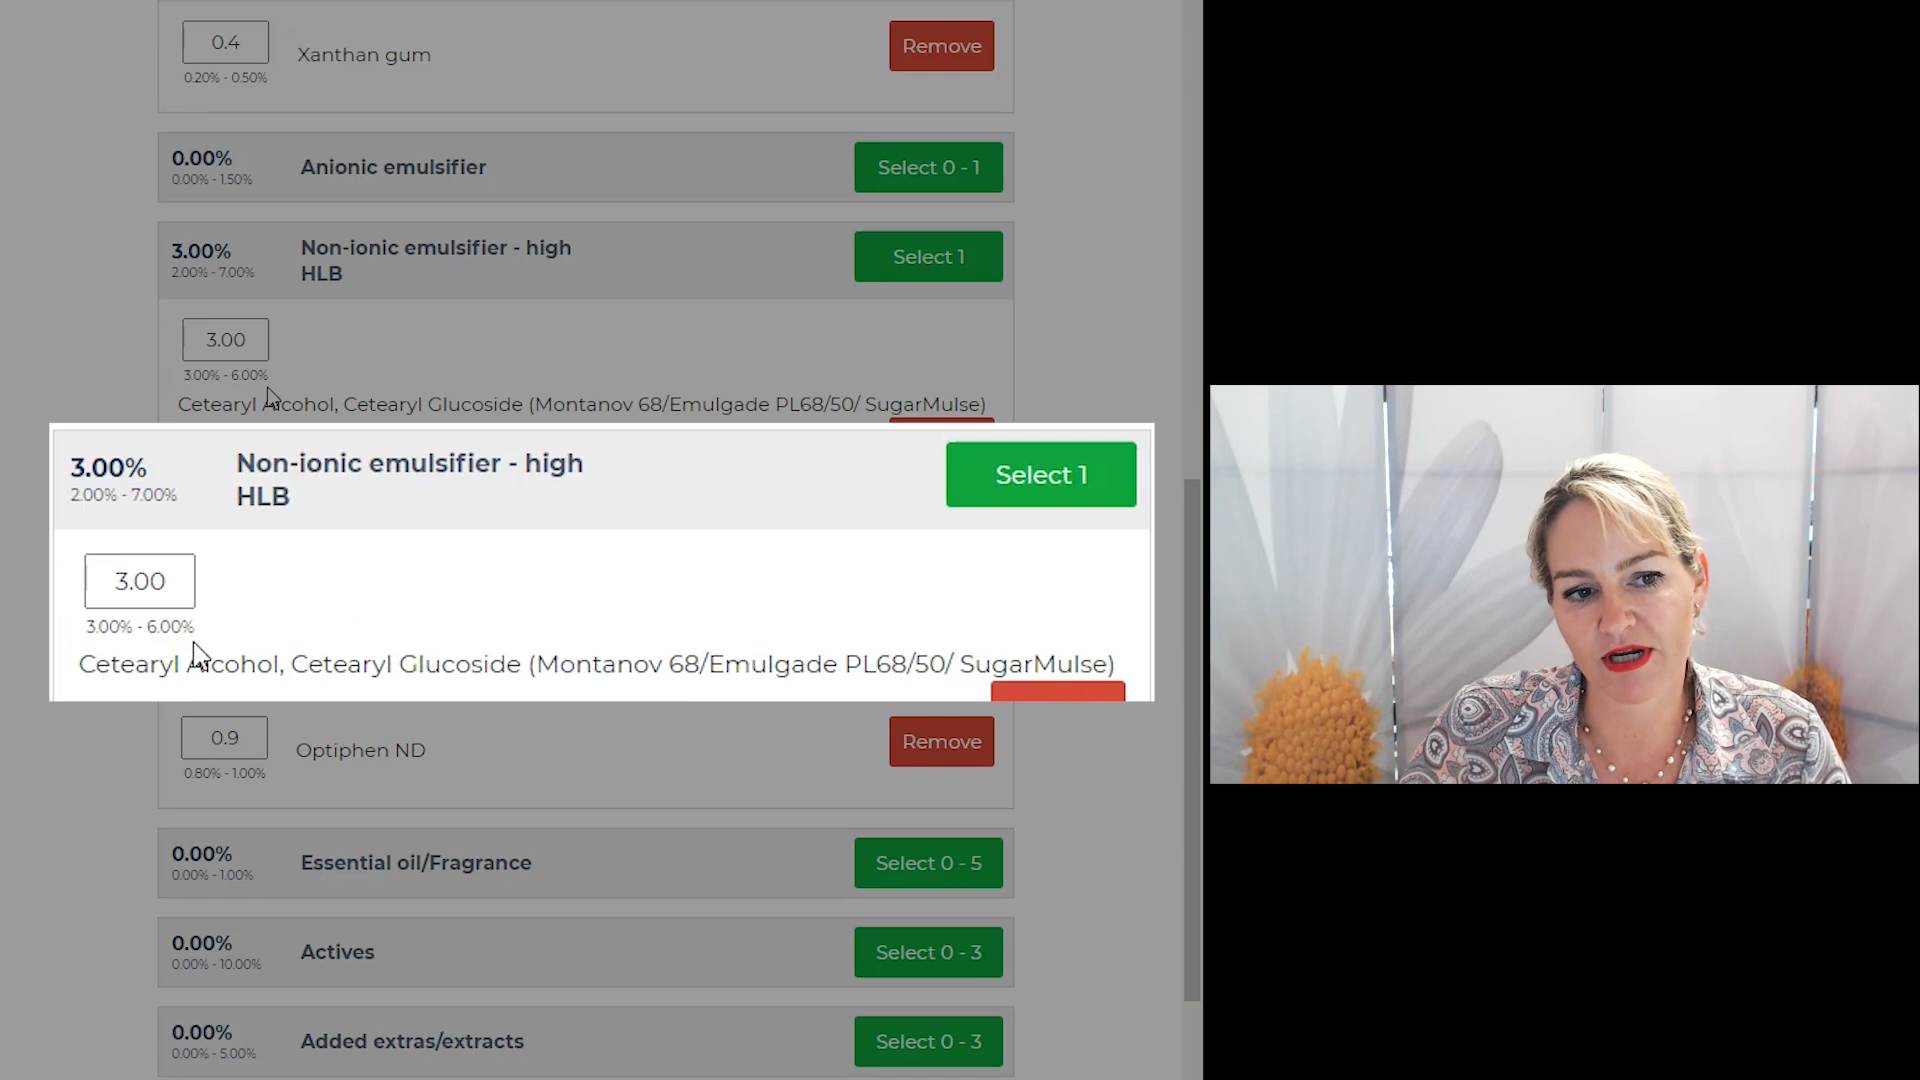 0.4
Xanthan gum
Remove
0.20% - 0.50%
0.00%
0.00% - 1.50%
Anionic emulsifier
Select 0 - 1
3.00%
2.00% - 7.00%
Non-ionic emulsifier - high
HLB
Select 1
3.00
3.00% - 6.00%
Cetearyl Alcohol, Cetearyl Glucoside (Montanov 68/Emulgade PL68/50/ SugarMulse)
3.00%
2.00% - 7.00%
Non-ionic emulsifier - high
HLB
Select 1
3.00
3.00% - 6.00%
Cetearyl Alcohol, Cetearyl Glucoside (Montanov 68/Emulgade PL68/50/ SugarMulse)
0.9
Optiphen ND
Remove
0.80% - 1.00%
0.00%
0.00% - 1.00%
Essential oil/Fragrance
Select 0 - 5
0.00%
0.00% - 10.00%
Actives
Select 0 - 3
0.00%
0.00% - 5.00%
Added extras/extracts
Select 0 - 3